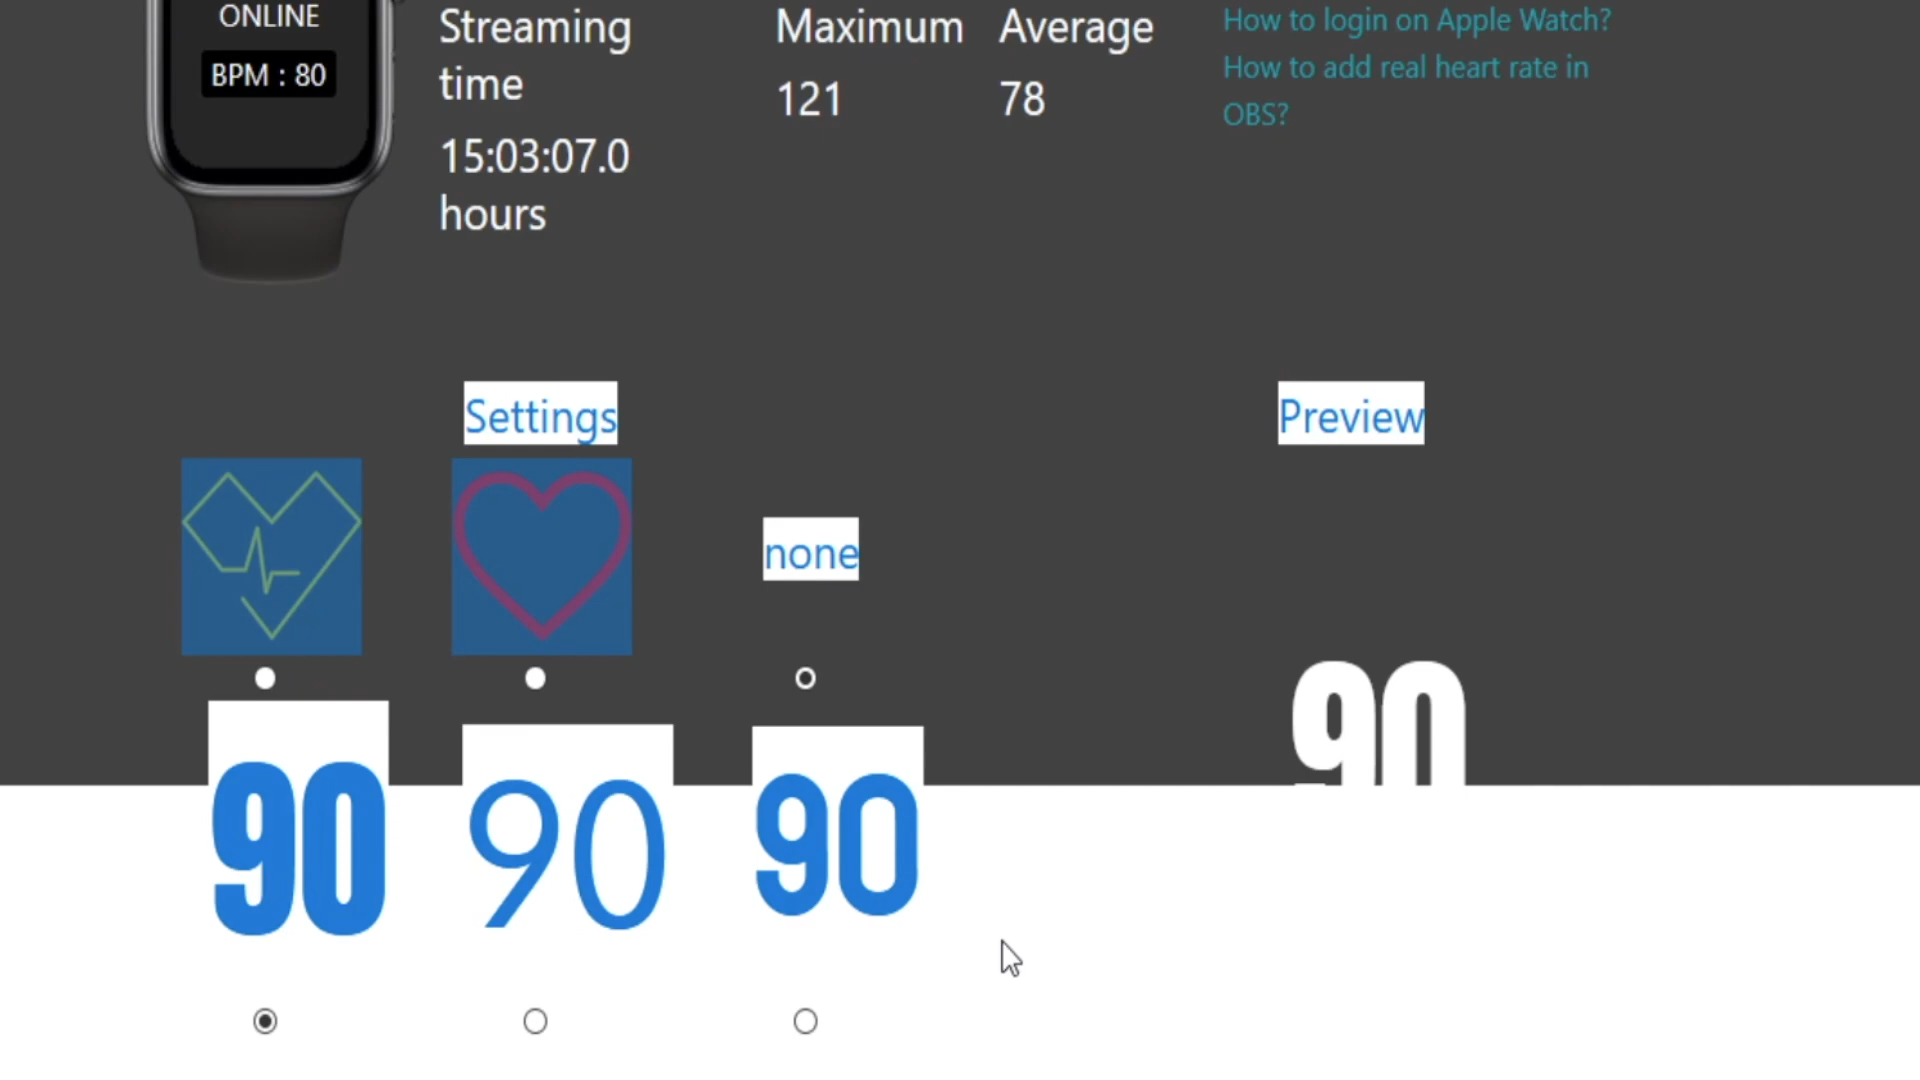 ONLINE
BPM : 80
Streaming
time
15:03:07.0
hours
Maximum
121
Average
78
How to login on Apple Watch?
How to add real heart rate in
OBS?
Settings
Preview
none
90
90 90 90